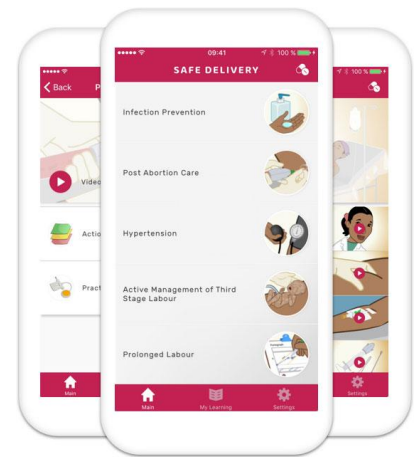 09:41
100 %
SAFE DELIVERY
Infection Prevention
Post Abortion Care
Hypertension
Active Management of Third
Stage Labour
Prolonged Labour
Main
My Learning
Settings
Back
P
Video
Actio
Pract
Main
100 %
Settings